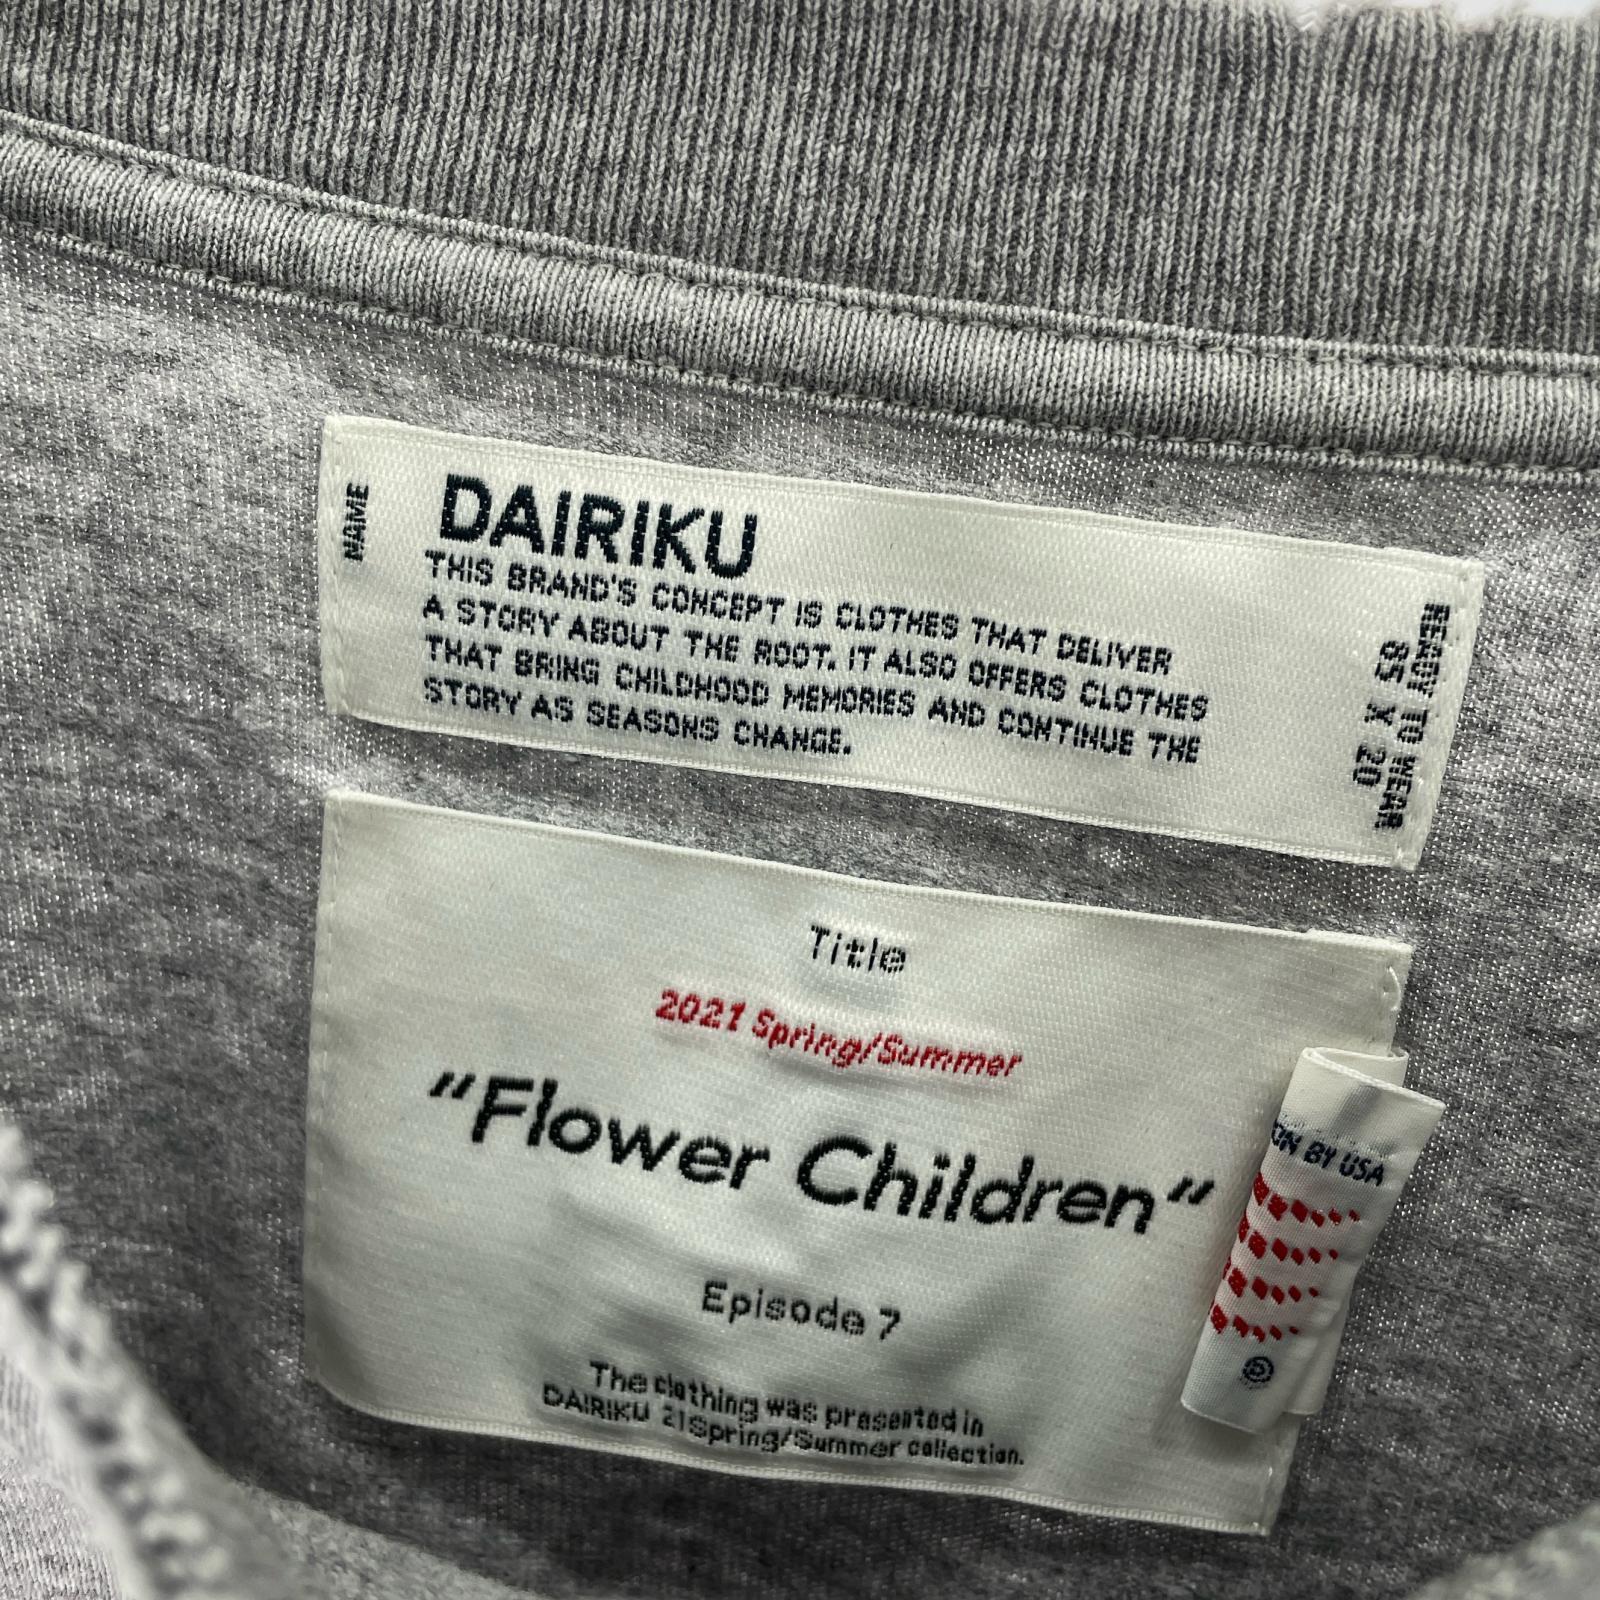 NAME
DAIRIKU
THIS BRAND'S CONCEPT IS CLOTHES THAT DELIVER
A STORY ABOUT THE ROOT. IT ALSO OFFERS CLOTHES
THAT BRING CHILDHOOD MEMORIES AND CONTINUE THE
STORY AS SEASONS CHANGE.
READY TO WEAR
65 X 20
Title
2021 Spring/Summer
"Flower Children"
Episode 7
The clothing was presented in
DAIRIKU 21Spring/Summer collection.
BY USA